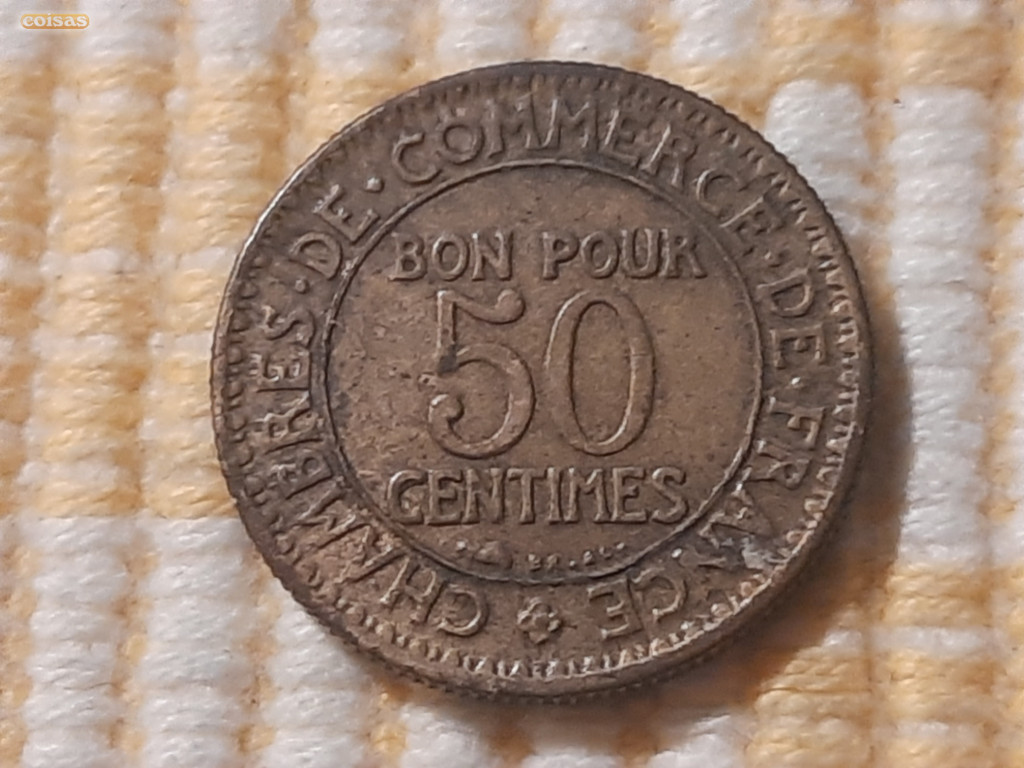 coisas
CHAMBRES · DE · COMMERCE · DE · FRANCE
BON POUR
50
CENTIMES